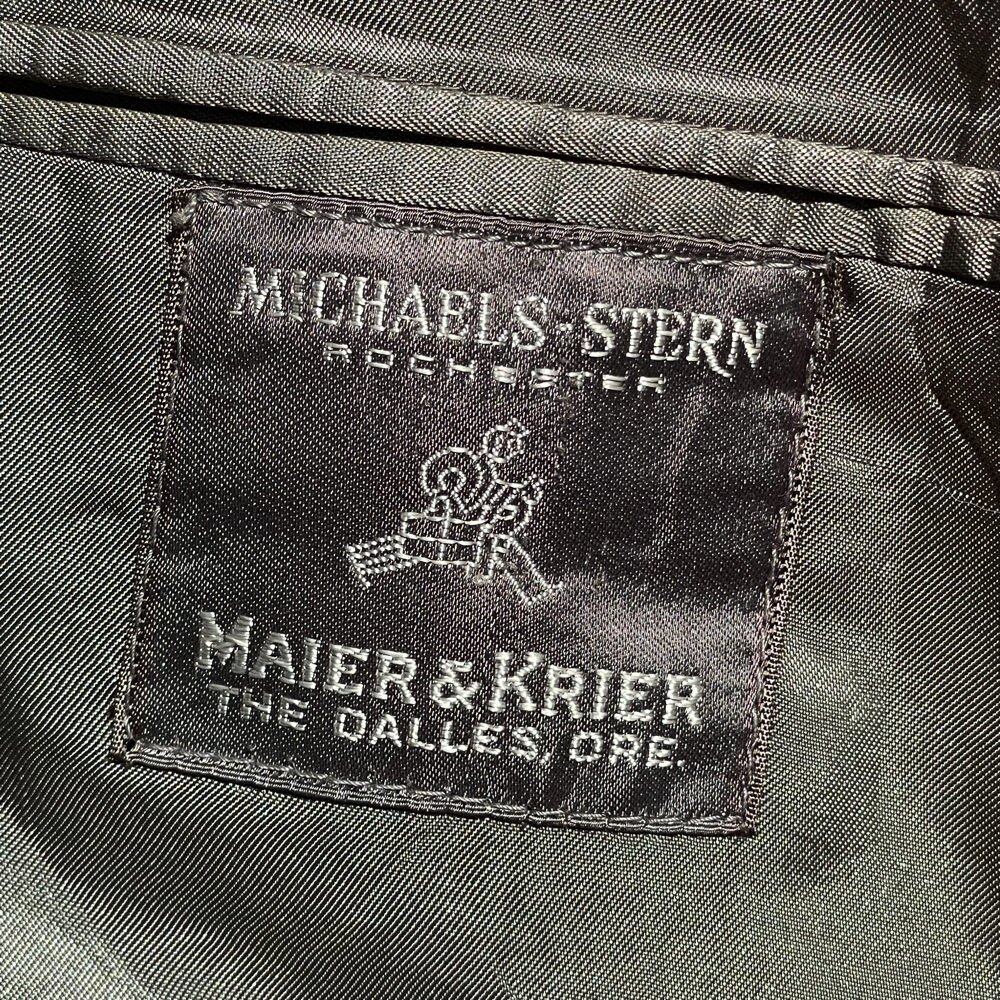 MICHAELS-STERN
ROCHESTER
MAIER & KRIER
THE DALLES, ORE.